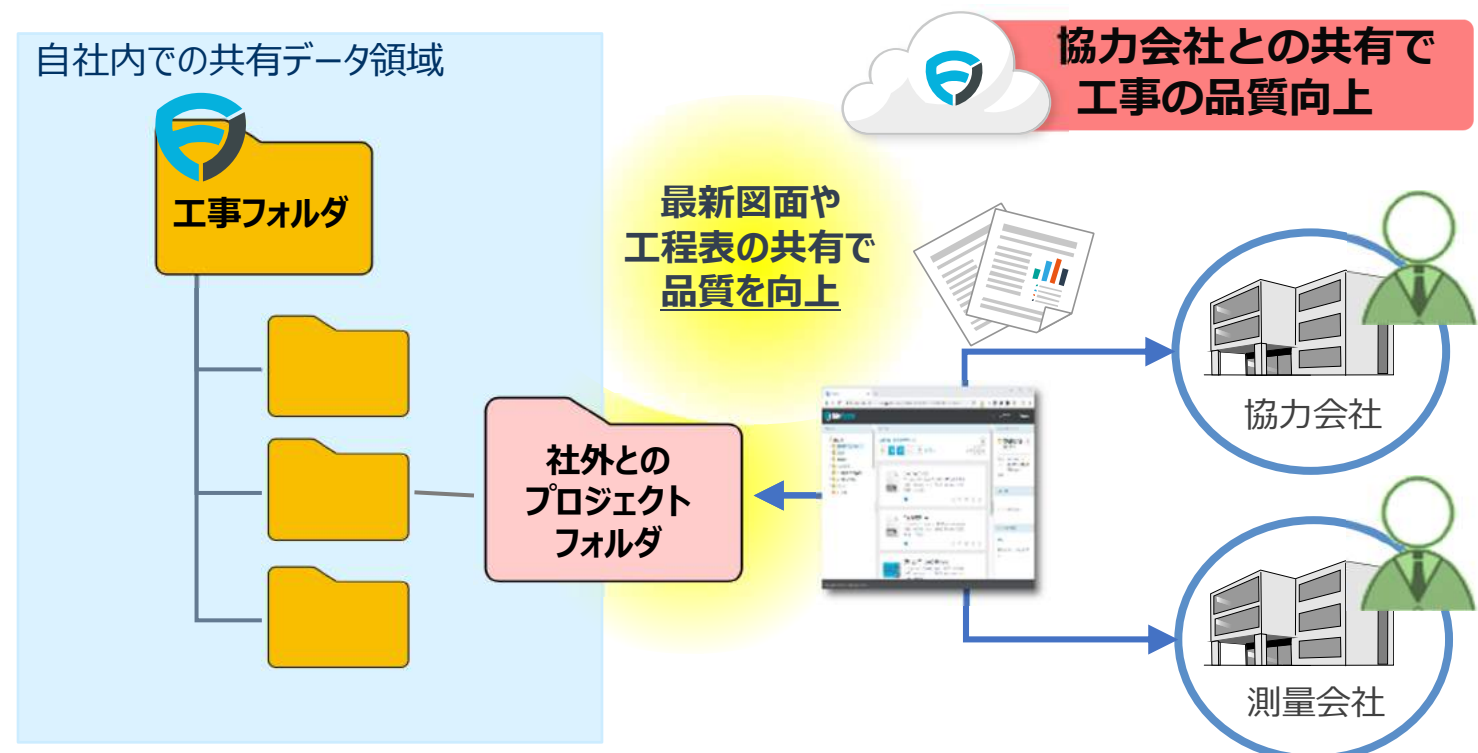 自社内での共有データ領域
協力会社との共有で
工事の品質向上
工事フォルダ
最新図面や
工程表の共有で
品質を向上
社外との
プロジェクト
フォルダ
協力会社
測量会社